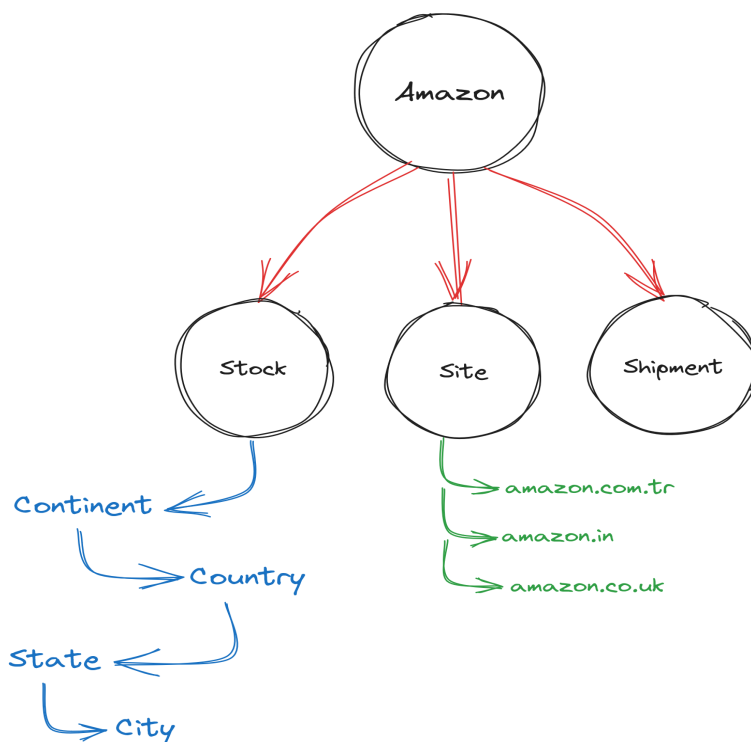 Amazon
Stock
Site
Shipment
Continent
Country
State
City
amazon.com.tr
amazon.in
amazon.co.uk